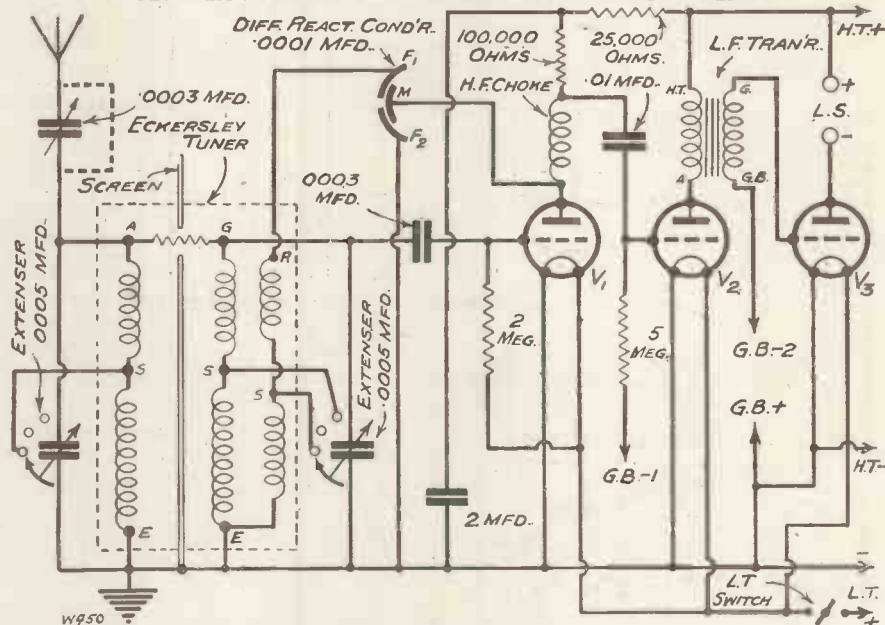 DIFF. REACT. COND'R.
.0001 MFD.
F1
M
F2
100,000
OHMS
25,000
OHMS.
H.T.+
H.F. CHOKE
.01 MFD.
L.F. TRAN'R.
H.T.
G.
A
G.B.
+
L.S.
-
.0003 MFD.
ECKERSLEY
TUNER
SCREEN
.0003
MFD.
A
G
R
V1
V2
V3
EXTENSER
.0005 MFD.
S
S
S
EXTENSER
.0005 MFD.
2
MEG.
.5
MEG.
G.B.-2
G.B.+
G.B.-1
H.T.-
E
E
2 MFD.
-
L.T.
SWITCH
L.T.
+
W450